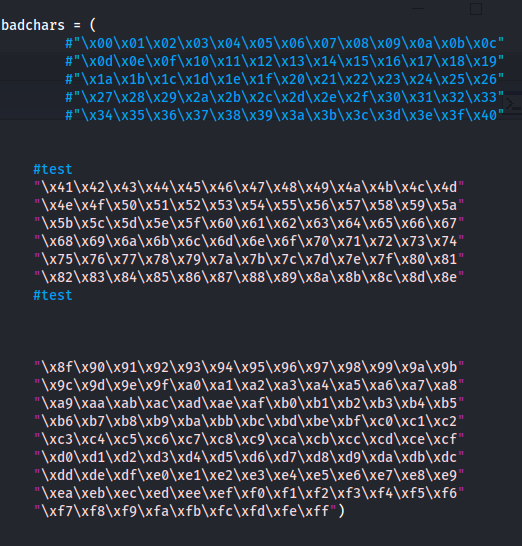 badchars = (
#"\x00\x01\x02\x03\x04\x05\x06\x07\x08\x09\x0a\x0b\x0c"
#"\x0d\x0e\x0f\x10\x11\x12\x13\x14\x15\x16\x17\x18\x19"
#"\x1a\x1b\x1c\x1d\x1e\x1f\x20\x21\x22\x23\x24\x25\x26"
#"\x27\x28\x29\x2a\x2b\x2c\x2d\x2e\x2f\x30\x31\x32\x33"
#"\x34\x35\x36\x37\x38\x39\x3a\x3b\x3c\x3d\x3e\x3f\x40"
#test
"\x41\x42\x43\x44\x45\x46\x47\x48\x49\x4a\x4b\x4c\x4d"
"\x4e\x4f\x50\x51\x52\x53\x54\x55\x56\x57\x58\x59\x5a"
"\x5b\x5c\x5d\x5e\x5f\x60\x61\x62\x63\x64\x65\x66\x67"
"\x68\x69\x6a\x6b\x6c\x6d\x6e\x6f\x70\x71\x72\x73\x74"
"\x75\x76\x77\x78\x79\x7a\x7b\x7c\x7d\x7e\x7f\x80\x81"
"\x82\x83\x84\x85\x86\x87\x88\x89\x8a\x8b\x8c\x8d\x8e"
#test
"\x8f\x90\x91\x92\x93\x94\x95\x96\x97\x98\x99\x9a\x9b"
"\x9c\x9d\x9e\x9f\xa0\xa1\xa2\xa3\xa4\xa5\xa6\xa7\xa8"
"\xa9\xaa\xab\xac\xad\xae\xaf\xb0\xb1\xb2\xb3\xb4\xb5"
"\xb6\xb7\xb8\xb9\xba\xbb\xbc\xbd\xbe\xbf\xc0\xc1\xc2"
"\xc3\xc4\xc5\xc6\xc7\xc8\xc9\xca\xcb\xcc\xcd\xce\xcf"
"\xd0\xd1\xd2\xd3\xd4\xd5\xd6\xd7\xd8\xd9\xda\xdb\xdc"
"\xdd\xde\xdf\xe0\xe1\xe2\xe3\xe4\xe5\xe6\xe7\xe8\xe9"
"\xea\xeb\xec\xed\xee\xef\xf0\xf1\xf2\xf3\xf4\xf5\xf6"
"\xf7\xf8\xf9\xfa\xfb\xfc\xfd\xfe\xff")